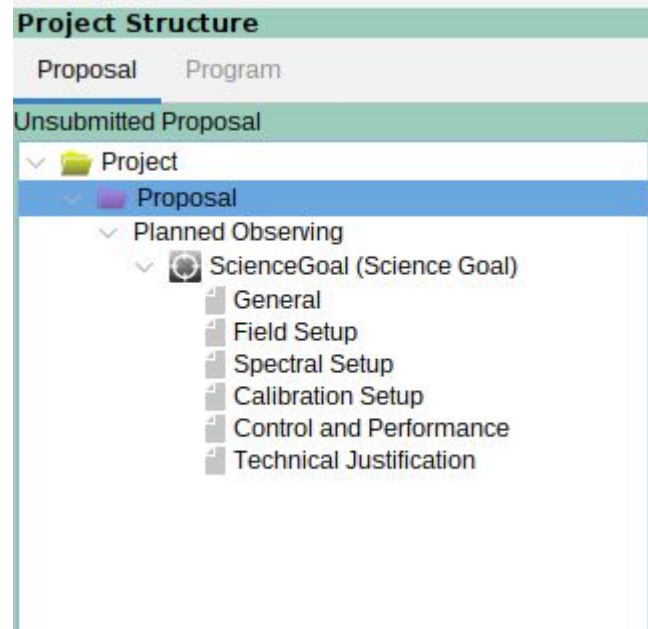 Project Structure
Proposal Program
Unsubmitted Proposal
Project
Proposal
Planned Observing
ScienceGoal (Science Goal)
General
Field Setup
Spectral Setup
Calibration Setup
Control and Performance
Technical Justification